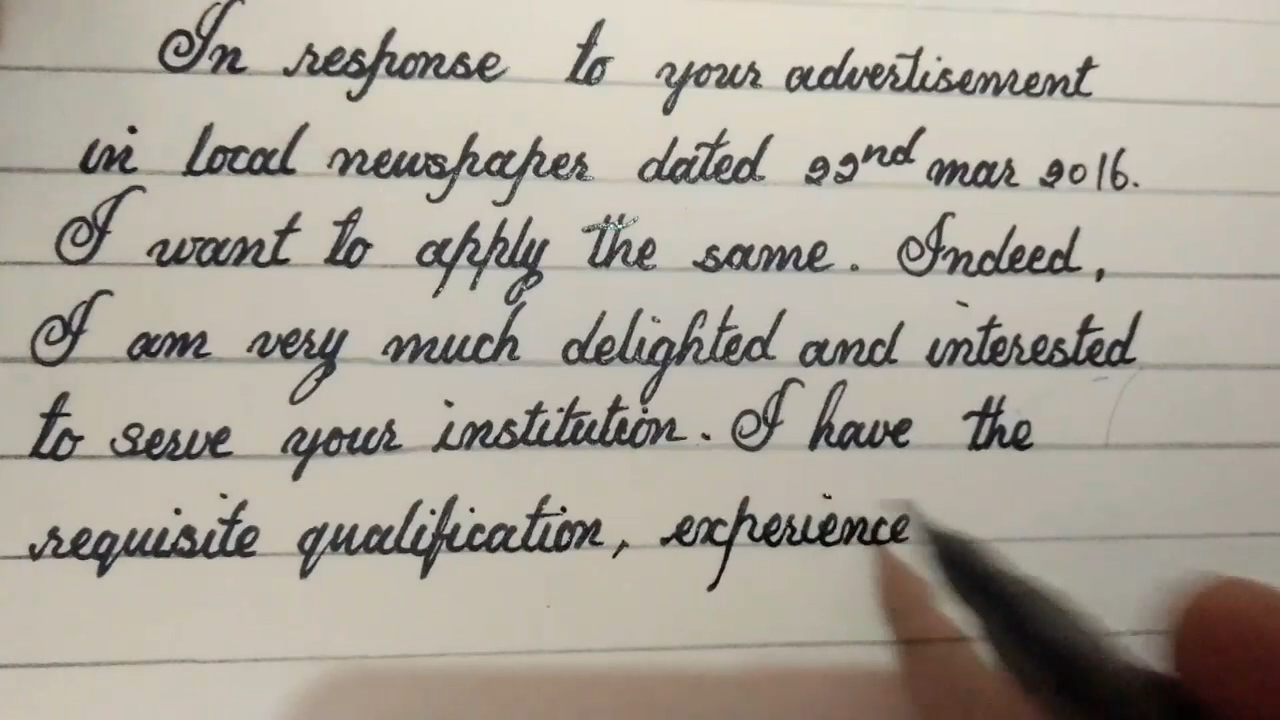 In response to your advertisement
in local newspaper dated 22nd mar 2016.
I want to apply the same. Indeed,
I am very much delighted and interested
to serve your institution. I have the
requisite qualification, experience